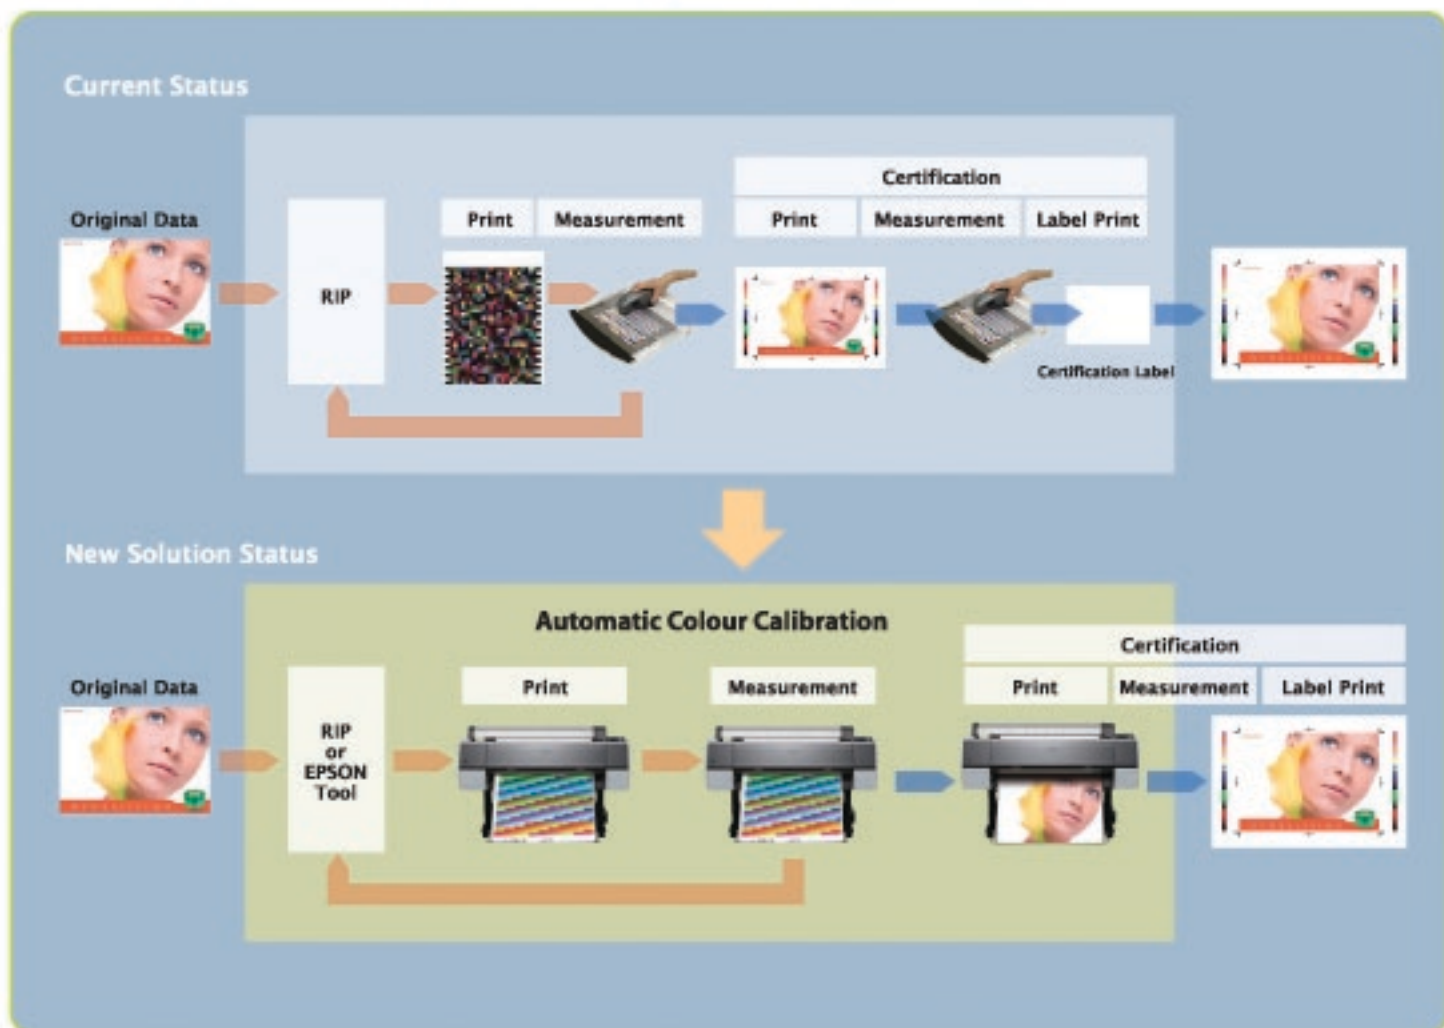 Current Status
Certification
Original Data
Print Measurement
Print Measurement Label Print
RIP
Certification Label
New Solution Status
Automatic Colour Calibration
Certification
Original Data
Print
Measurement
Print Measurement Label Print
RIP
or
EPSON
Tool